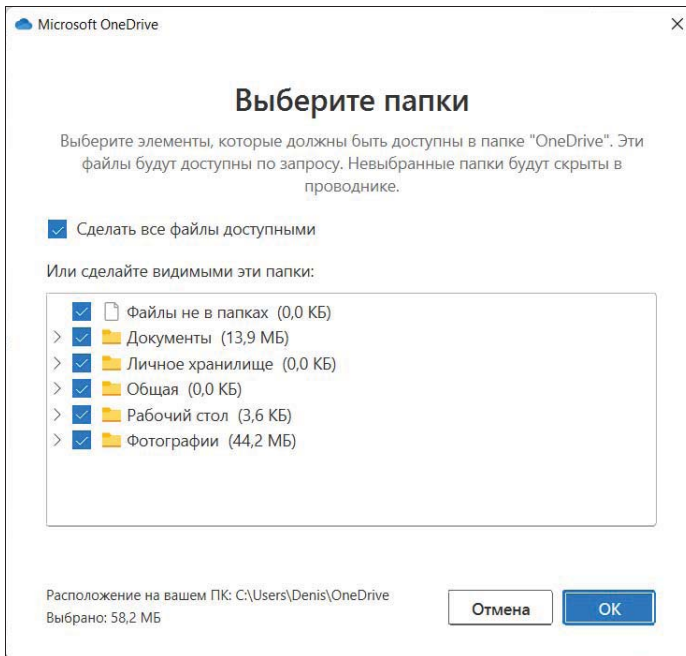 Microsoft OneDrive
Выберите папки
Выберите элементы, которые должны быть доступны в папке "OneDrive". Эти
файлы будут доступны по запросу. Невыбранные папки будут скрыты в
проводнике.
Сделать все файлы доступными
Или сделайте видимыми эти папки:
Файлы не в папках (0,0 КБ)
Документы (13,9 МБ)
Личное хранилище (0,0 КБ)
Общая (0,0 КБ)
Рабочий стол (3,6 КБ)
Фотографии (44,2 МБ)
Расположение на вашем ПК: C:\Users\Denis\OneDrive
Выбрано: 58,2 МБ
Отмена
ОК